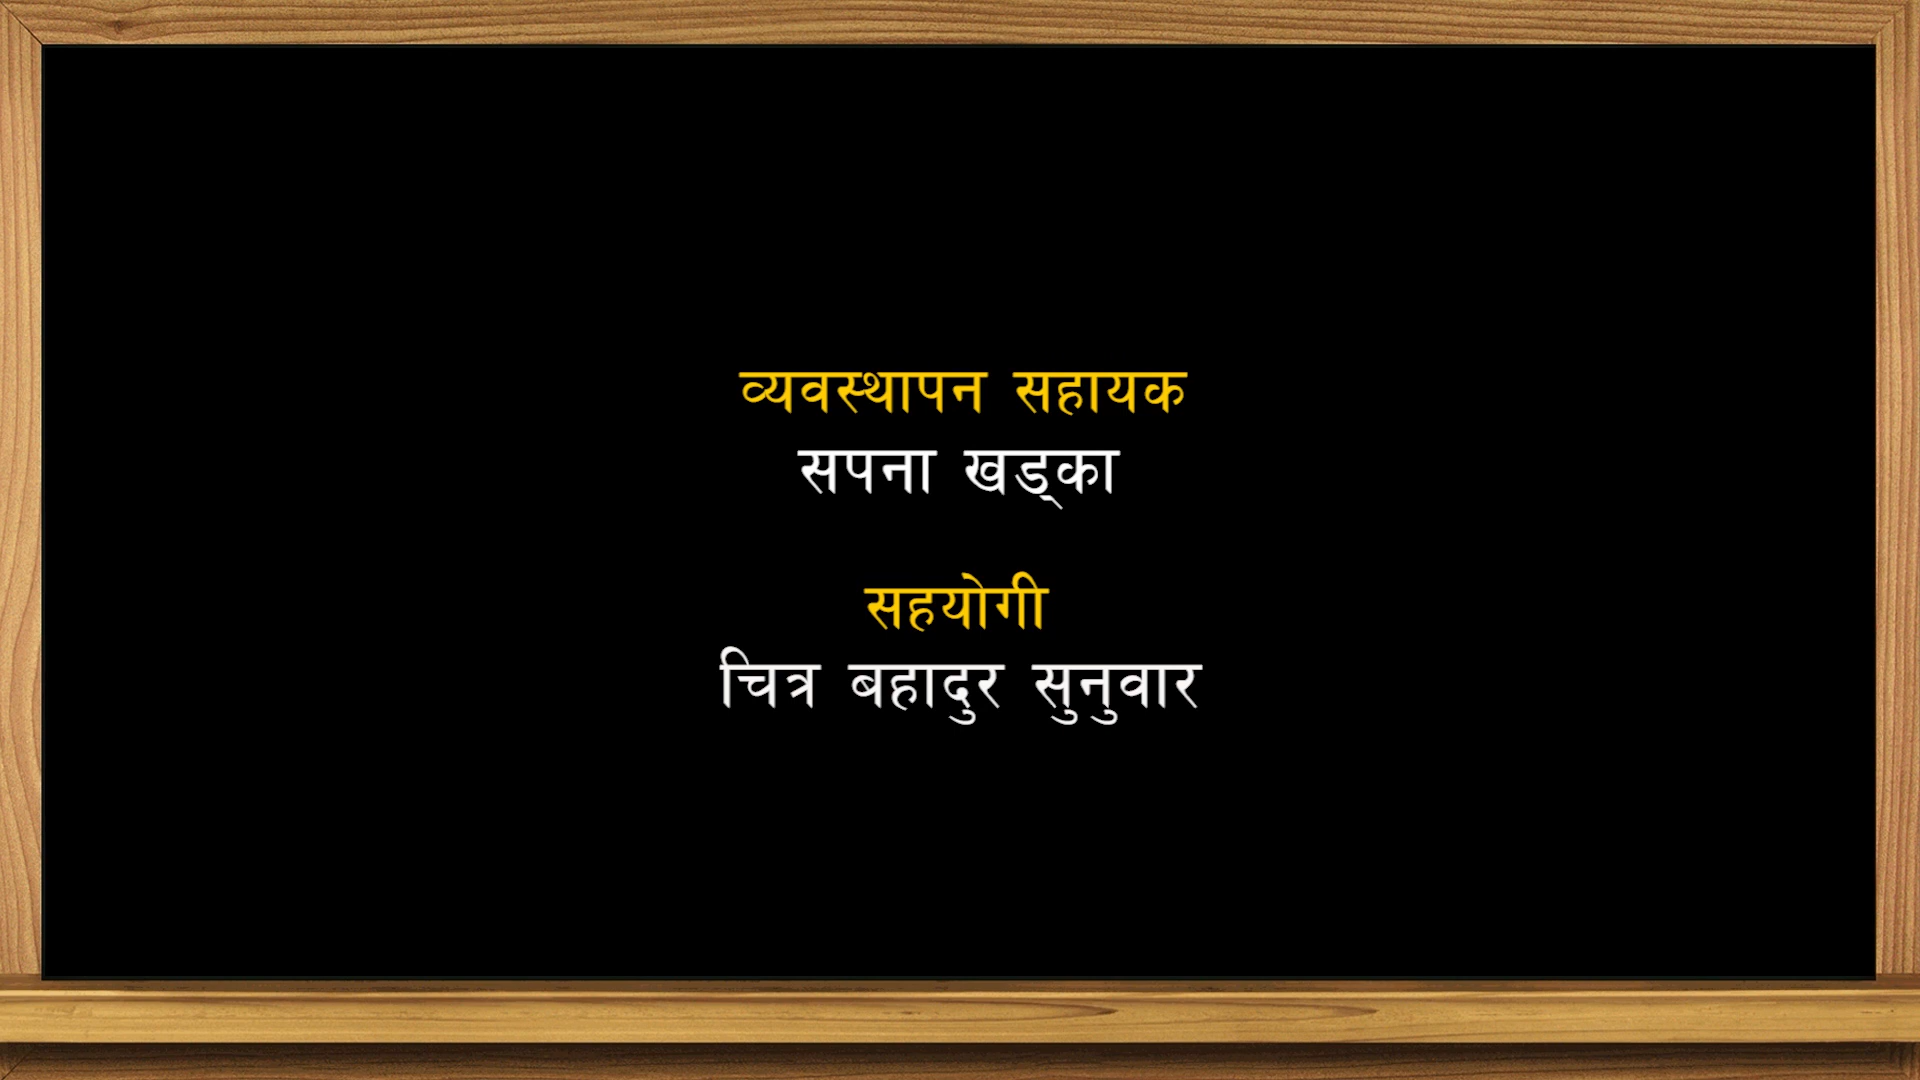 व्यवस्थापन सहायक
सपना खड्का
सहयोगी
चित्र बहादुर सुनुवार